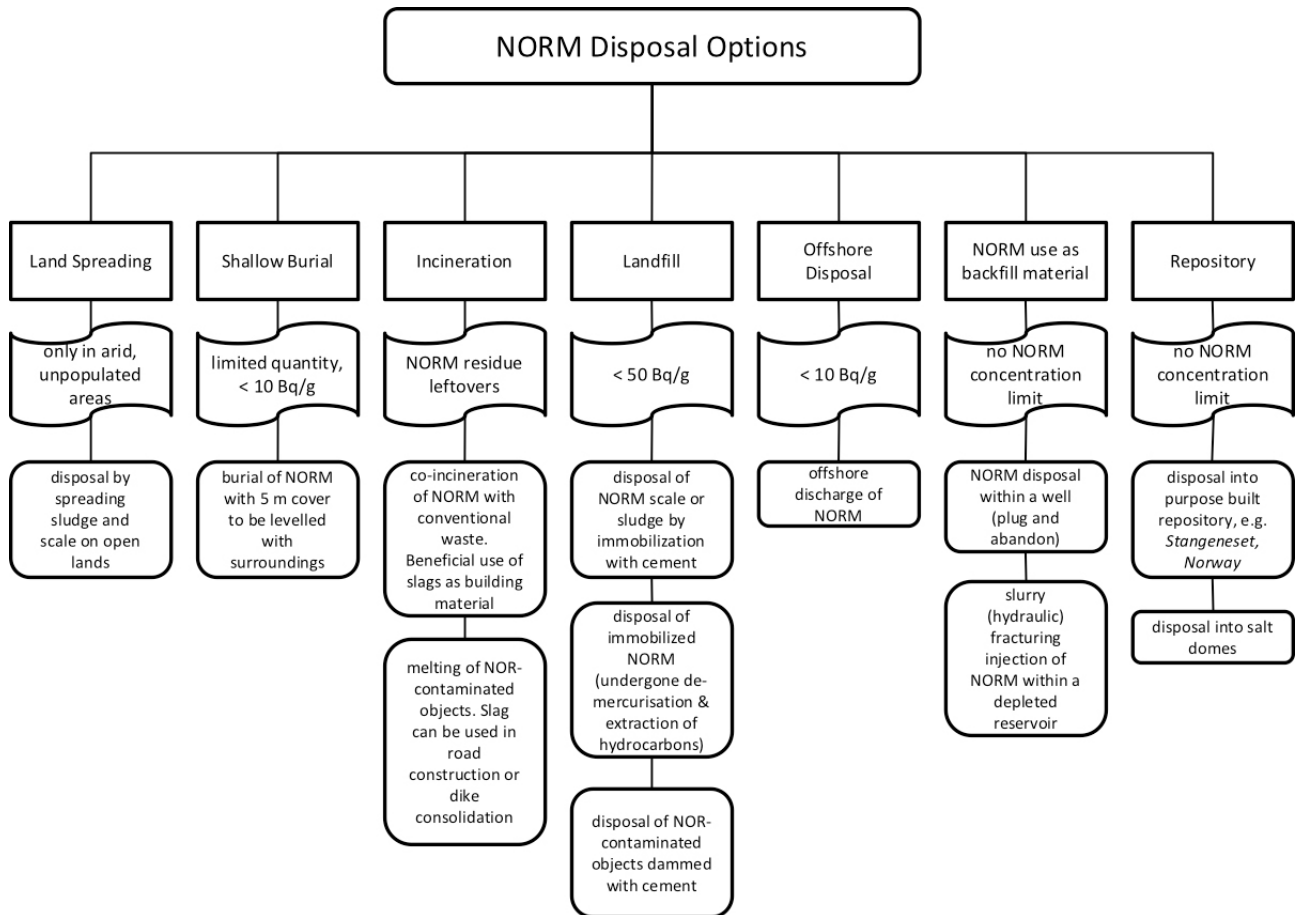 NORM Disposal Options
Land Spreading
only in arid,
unpopulated
areas
disposal by
spreading
sludge and
scale on open
lands
Shallow Burial
limited quantity,
< 10 Bq/g
burial of NORM
with 5 m cover
to be levelled
with
surroundings
Incineration
NORM residue
leftovers
co-incineration
of NORM with
conventional
waste.
Beneficial use of
slags as building
material
melting of NOR-
contaminated
objects. Slag
can be used in
road
construction or
dike
consolidation
Landfill
< 50 Bq/g
disposal of
NORM scale or
sludge by
immobilization
with cement
disposal of
immobilized
NORM
(undergone de-
mercurisation &
extraction of
hydrocarbons)
disposal of NOR-
contaminated
objects dammed
with cement
Offshore
Disposal
< 10 Bq/g
offshore
discharge of
NORM
NORM use as
backfill material
no NORM
concentration
limit
NORM disposal
within a well
(plug and
abandon)
slurry
(hydraulic)
fracturing
injection of
NORM within a
depleted
reservoir
Repository
no NORM
concentration
limit
disposal into
purpose built
repository, e.g.
Stangeneset,
Norway
disposal into salt
domes